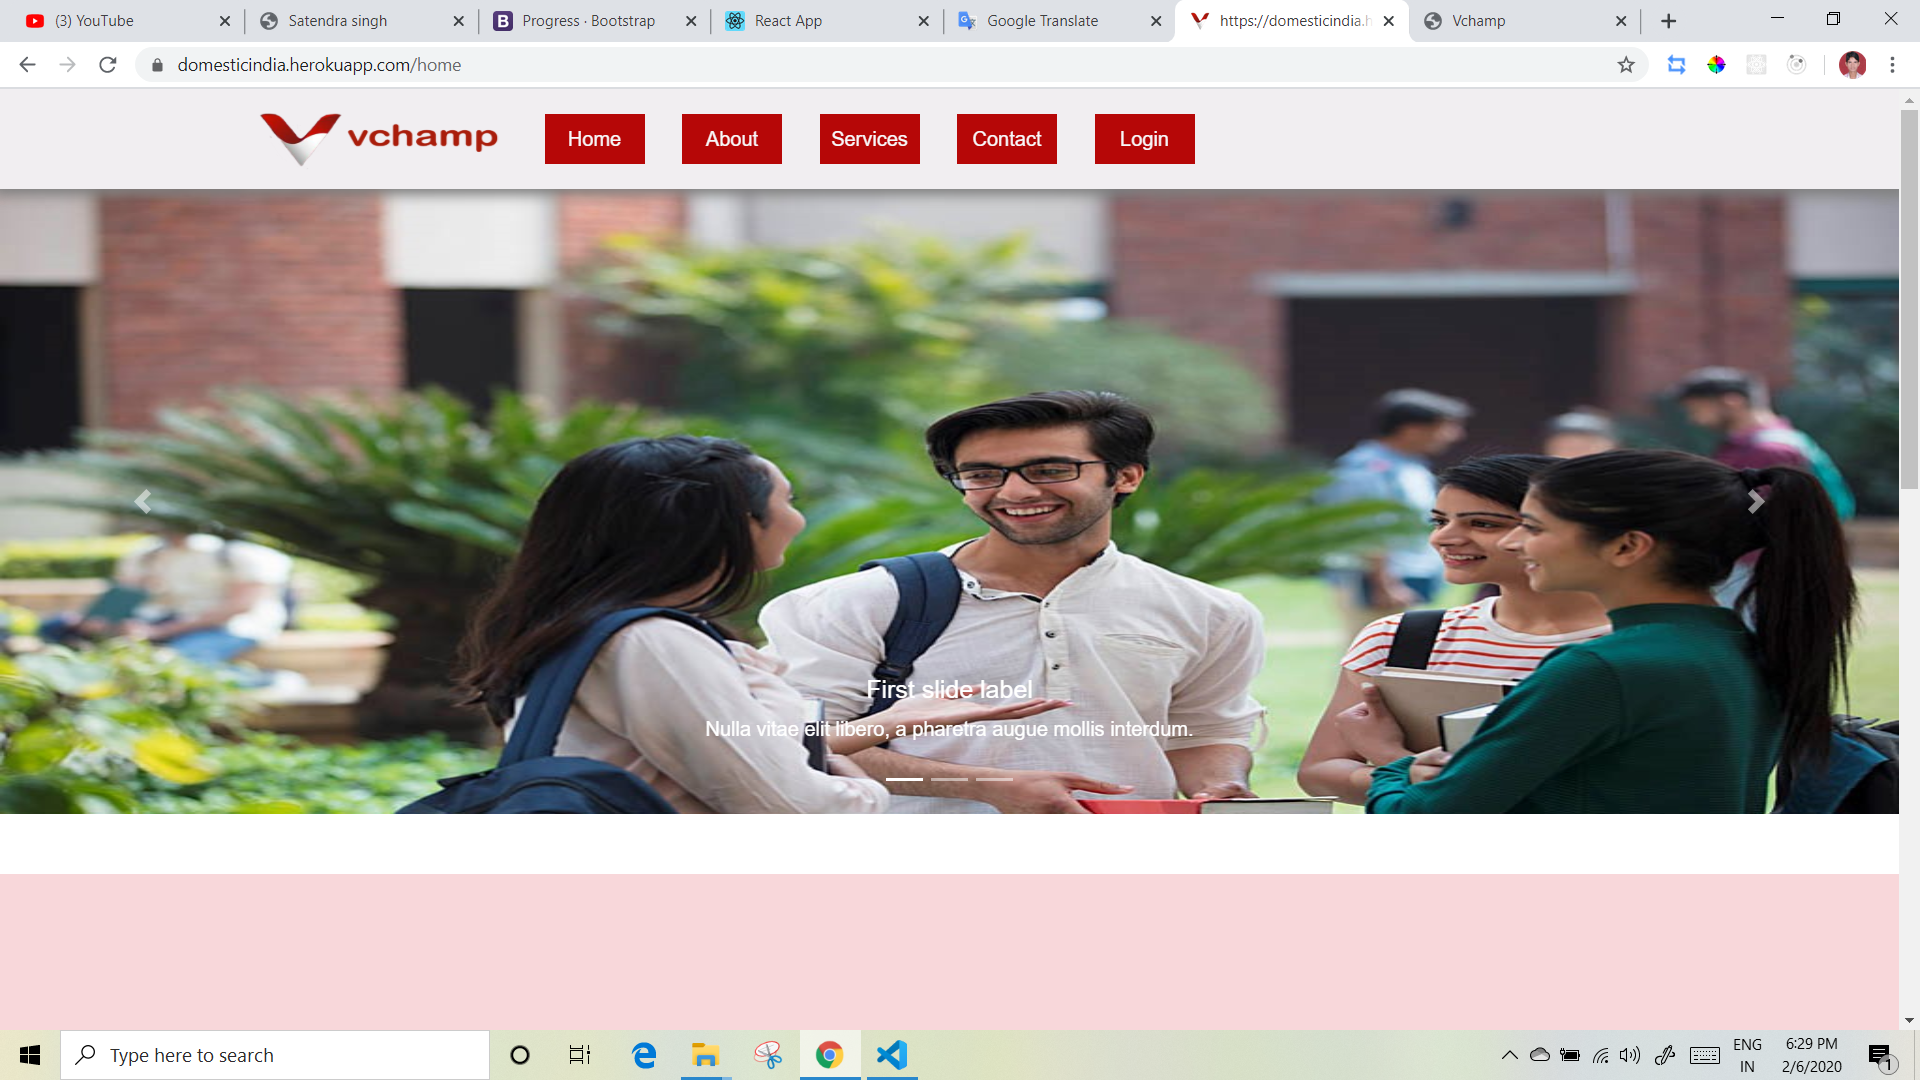 (3) YouTube
Satendra singh
Progress · Bootstrap
React App
Google Translate
https://domesticindia.h
Vchamp
domesticindia.herokuapp.com/home
vchamp
Home
About
Services
Contact
Login
First slide label
Nulla vitae elit libero, a pharetra augue mollis interdum.
Type here to search
ENG
IN
6:29 PM
2/6/2020
1